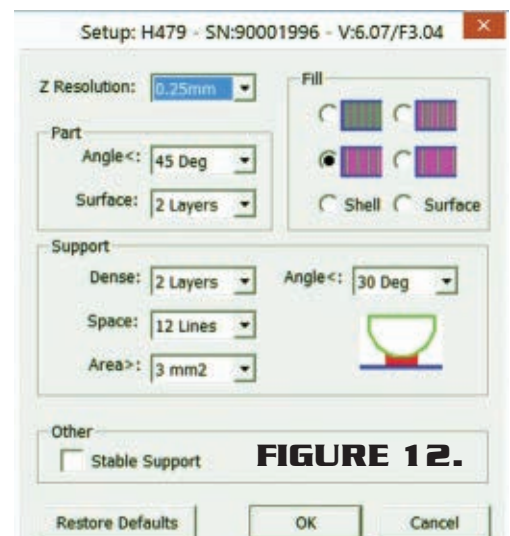 Setup: H479 - SN:90001996 - V:6.07/F3.04
Z Resolution: 0.25mm
Fill
Part
Angle<: 45 Deg
Surface: 2 Layers
Shell Surface
Support
Dense: 2 Layers Angle<: 30 Deg
Space: 12 Lines
Area>: 3 mm2
Other
Stable Support
FIGURE 12.
Restore Defaults OK Cancel